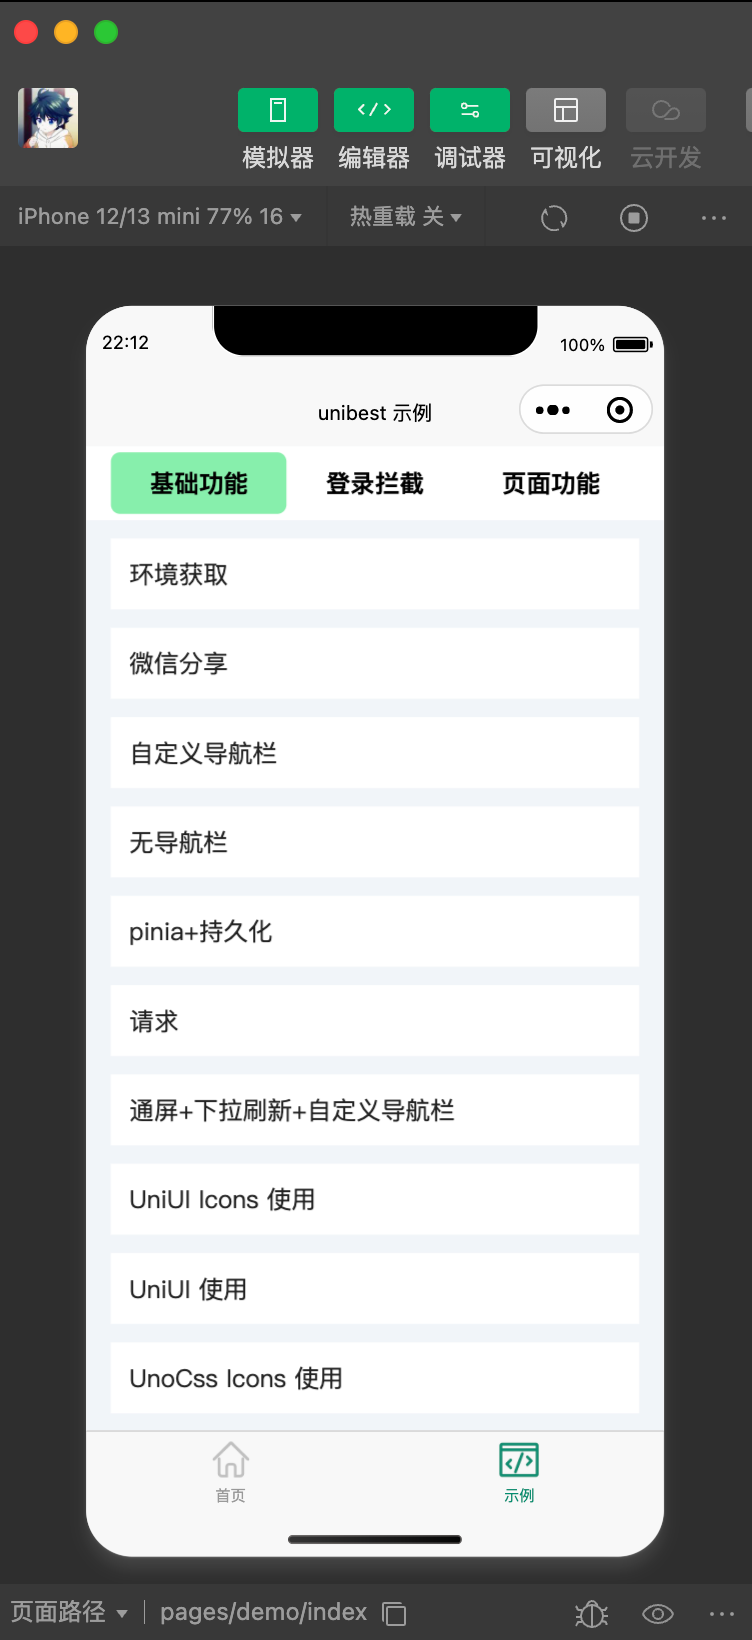 模拟器 编辑器 调试器 可视化 云开发
iPhone 12/13 mini 77% 16 热重载 关
22:12 100%
unibest 示例
基础功能 登录拦截 页面功能
环境获取
微信分享
自定义导航栏
无导航栏
pinia+持久化
请求
通屏+下拉刷新+自定义导航栏
UniUI Icons 使用
UniUI 使用
UnoCss Icons 使用
首页 示例
页面路径 pages/demo/index